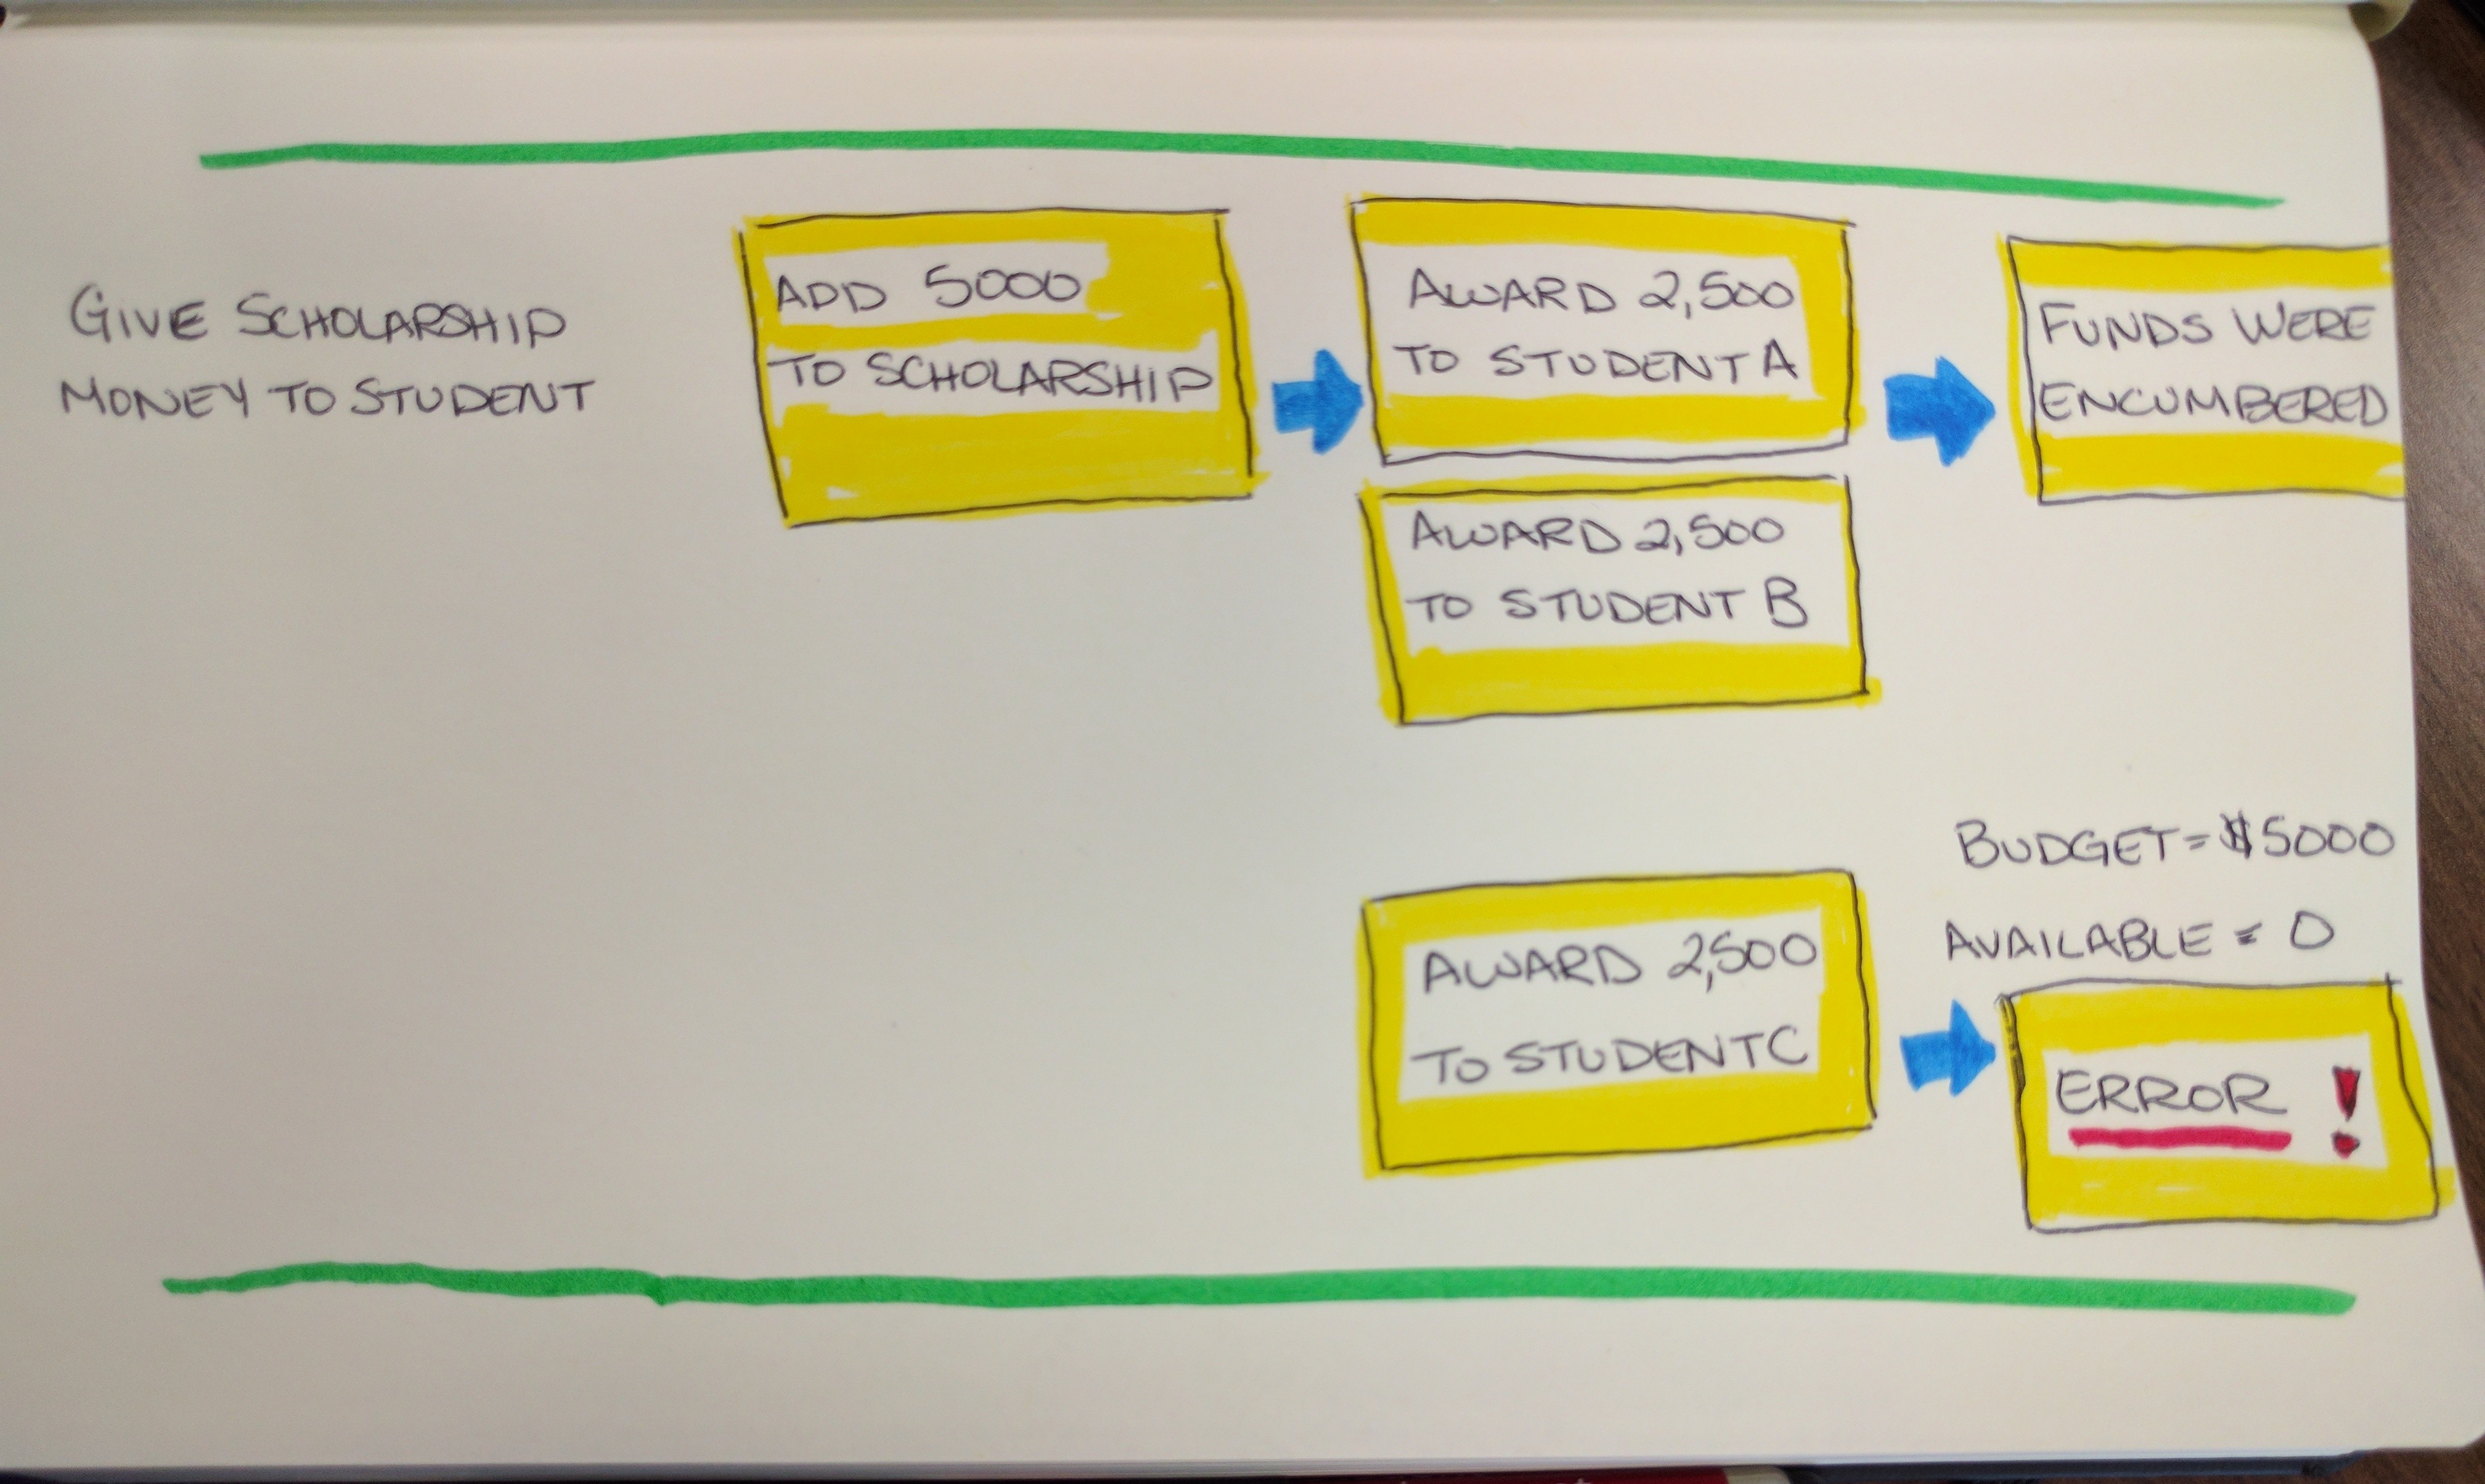 GIVE SCHOLARSHIP
MONEY TO STUDENT
ADD 5000
TO SCHOLARSHIP
AWARD 2,500
TO STUDENT A
FUNDS WERE
ENCUMBERED
AWARD 2,500
TO STUDENT B
BUDGET = $5000
AVAILABLE = 0
AWARD 2,500
TO STUDENT C
ERROR !